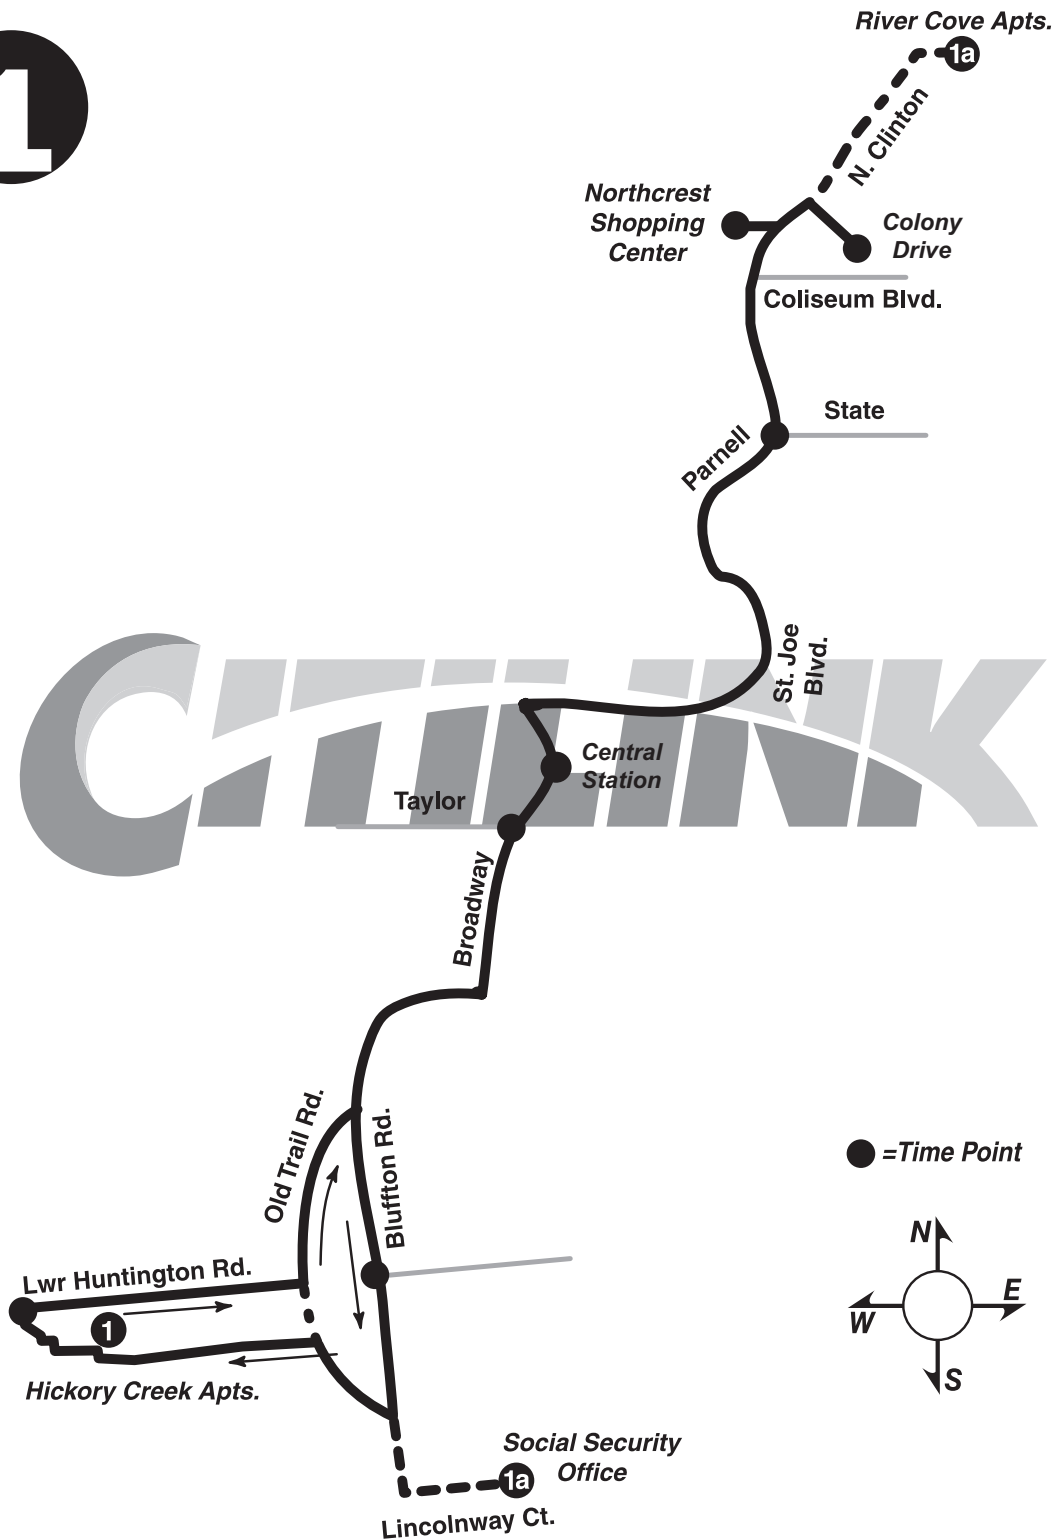 River Cove Apts.
1a
1
N. Clinton
Northcrest
Shopping
Center
Colony
Drive
Coliseum Blvd.
State
Parnell
St. Joe
Blvd.
CITILINK
Central
Station
Taylor
Broadway
Old Trail Rd.
Bluffton Rd.
=Time Point
N
E
W
S
Lwr Huntington Rd.
1
Hickory Creek Apts.
Social Security
Office
1a
Lincolnway Ct.